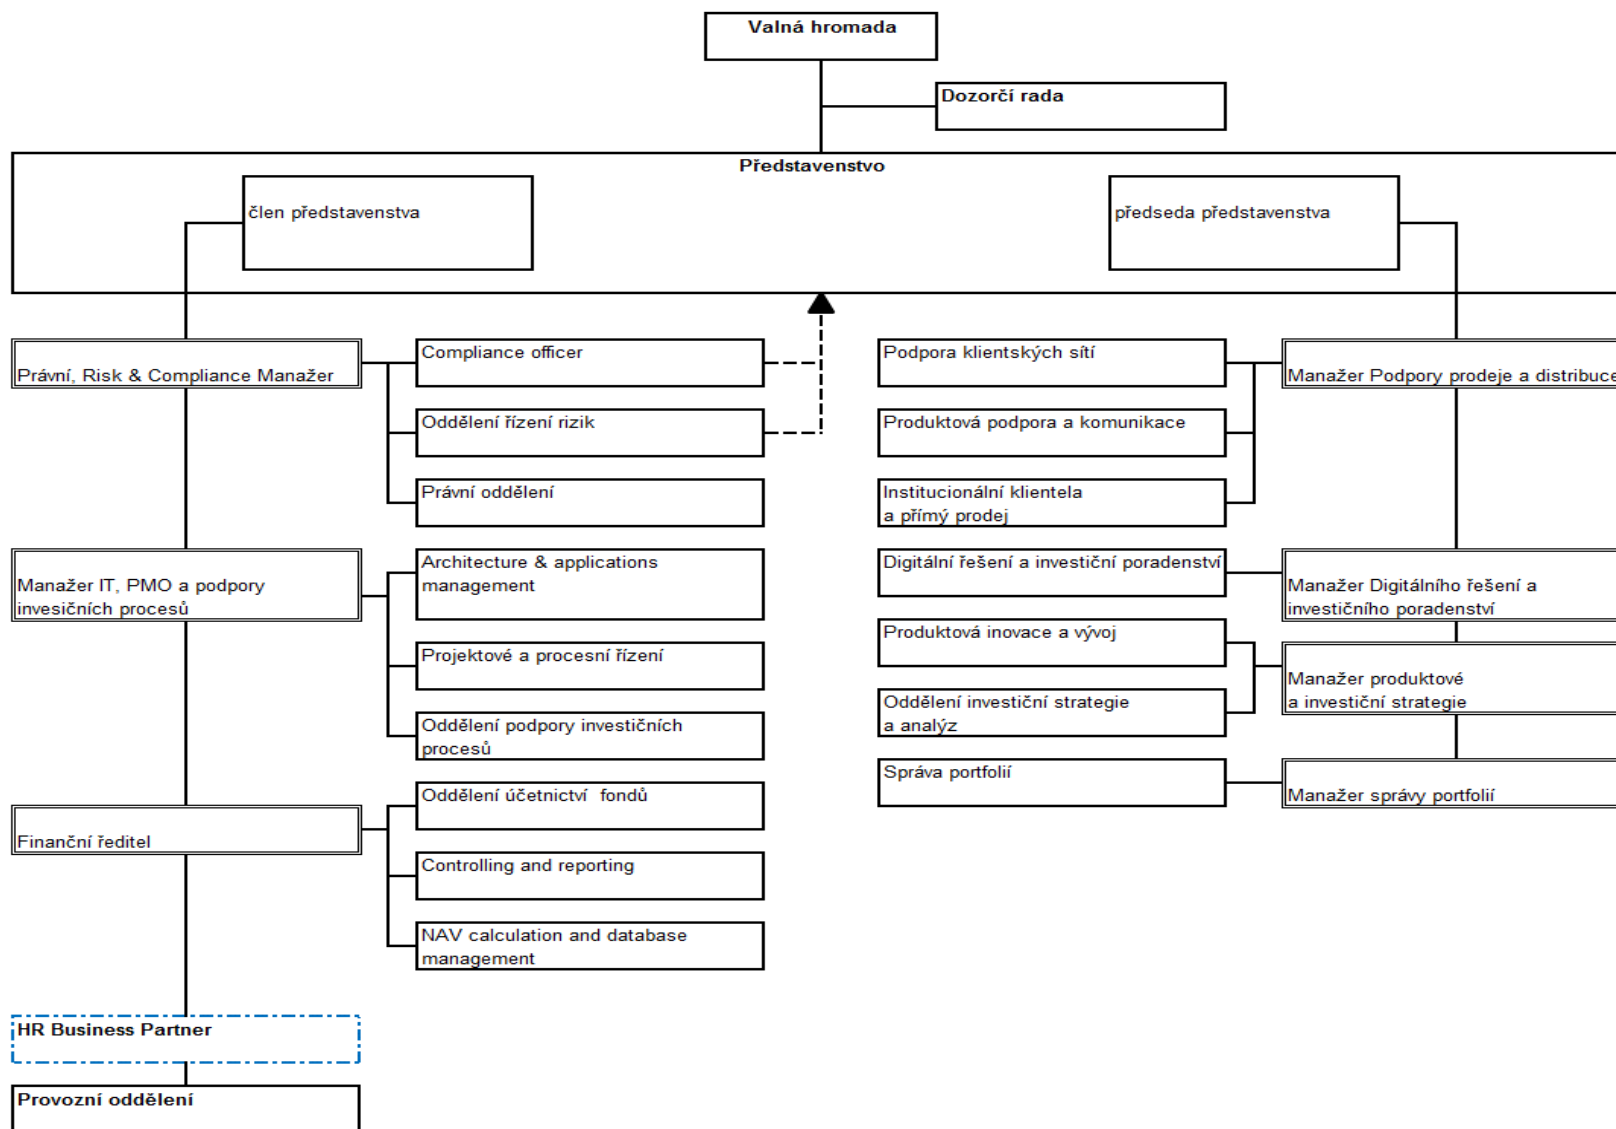 Valná hromada
Dozorčí rada
Představenstvo
člen představenstva
předseda představenstva
Právní, Risk & Compliance Manažer
Compliance officer
Oddělení řízení rizik
Právní oddělení
Manažer IT, PMO a podpory
invesičních procesů
Architecture & applications
management
Projektové a procesní řízení
Oddělení podpory investičních
procesů
Finanční ředitel
Oddělení účetnictví  fondů
Controlling and reporting
NAV calculation and database
management
HR Business Partner
Provozní oddělení
Podpora klientských sítí
Produktová podpora a komunikace
Institucionální klientela
a přímý prodej
Manažer Podpory prodeje a distribuce
Digitální řešení a investiční poradenství
Manažer Digitálního řešení a
investičního poradenství
Produktová inovace a vývoj
Oddělení investiční strategie
a analýz
Manažer produktové
a investiční strategie
Správa portfolií
Manažer správy portfolií